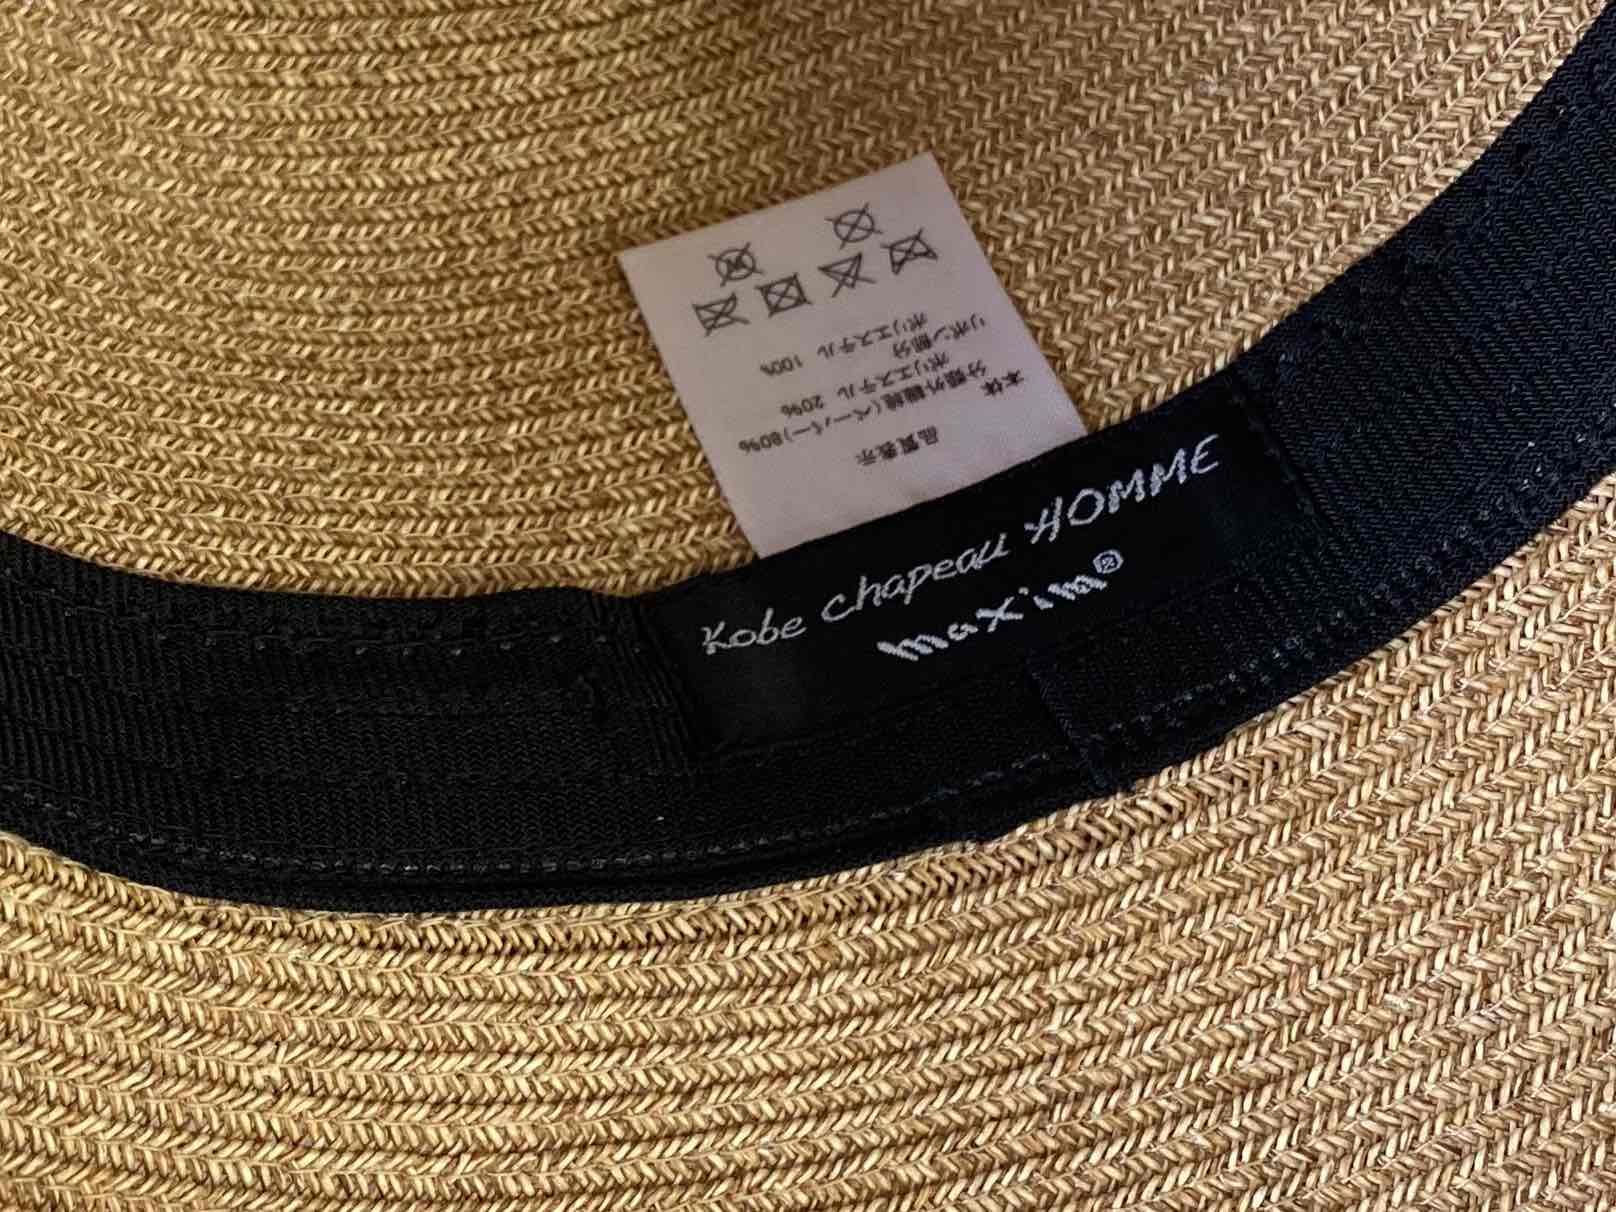 Kobe chapeau HOMME
maxim®
品質表示
本体
分類外繊維(ペーパー)80%
ポリエステル 20%
リボン部分
ポリエステル 100%